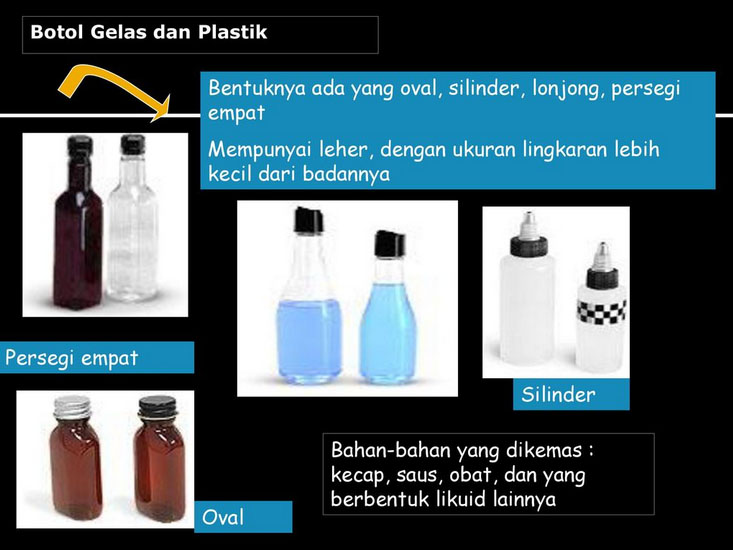 Botol Gelas dan Plastik
Bentuknya ada yang oval, silinder, lonjong, persegi
empat
Mempunyai leher, dengan ukuran lingkaran lebih
kecil dari badannya
Persegi empat
Silinder
Bahan-bahan yang dikemas :
kecap, saus, obat, dan yang
berbentuk likuid lainnya
Oval